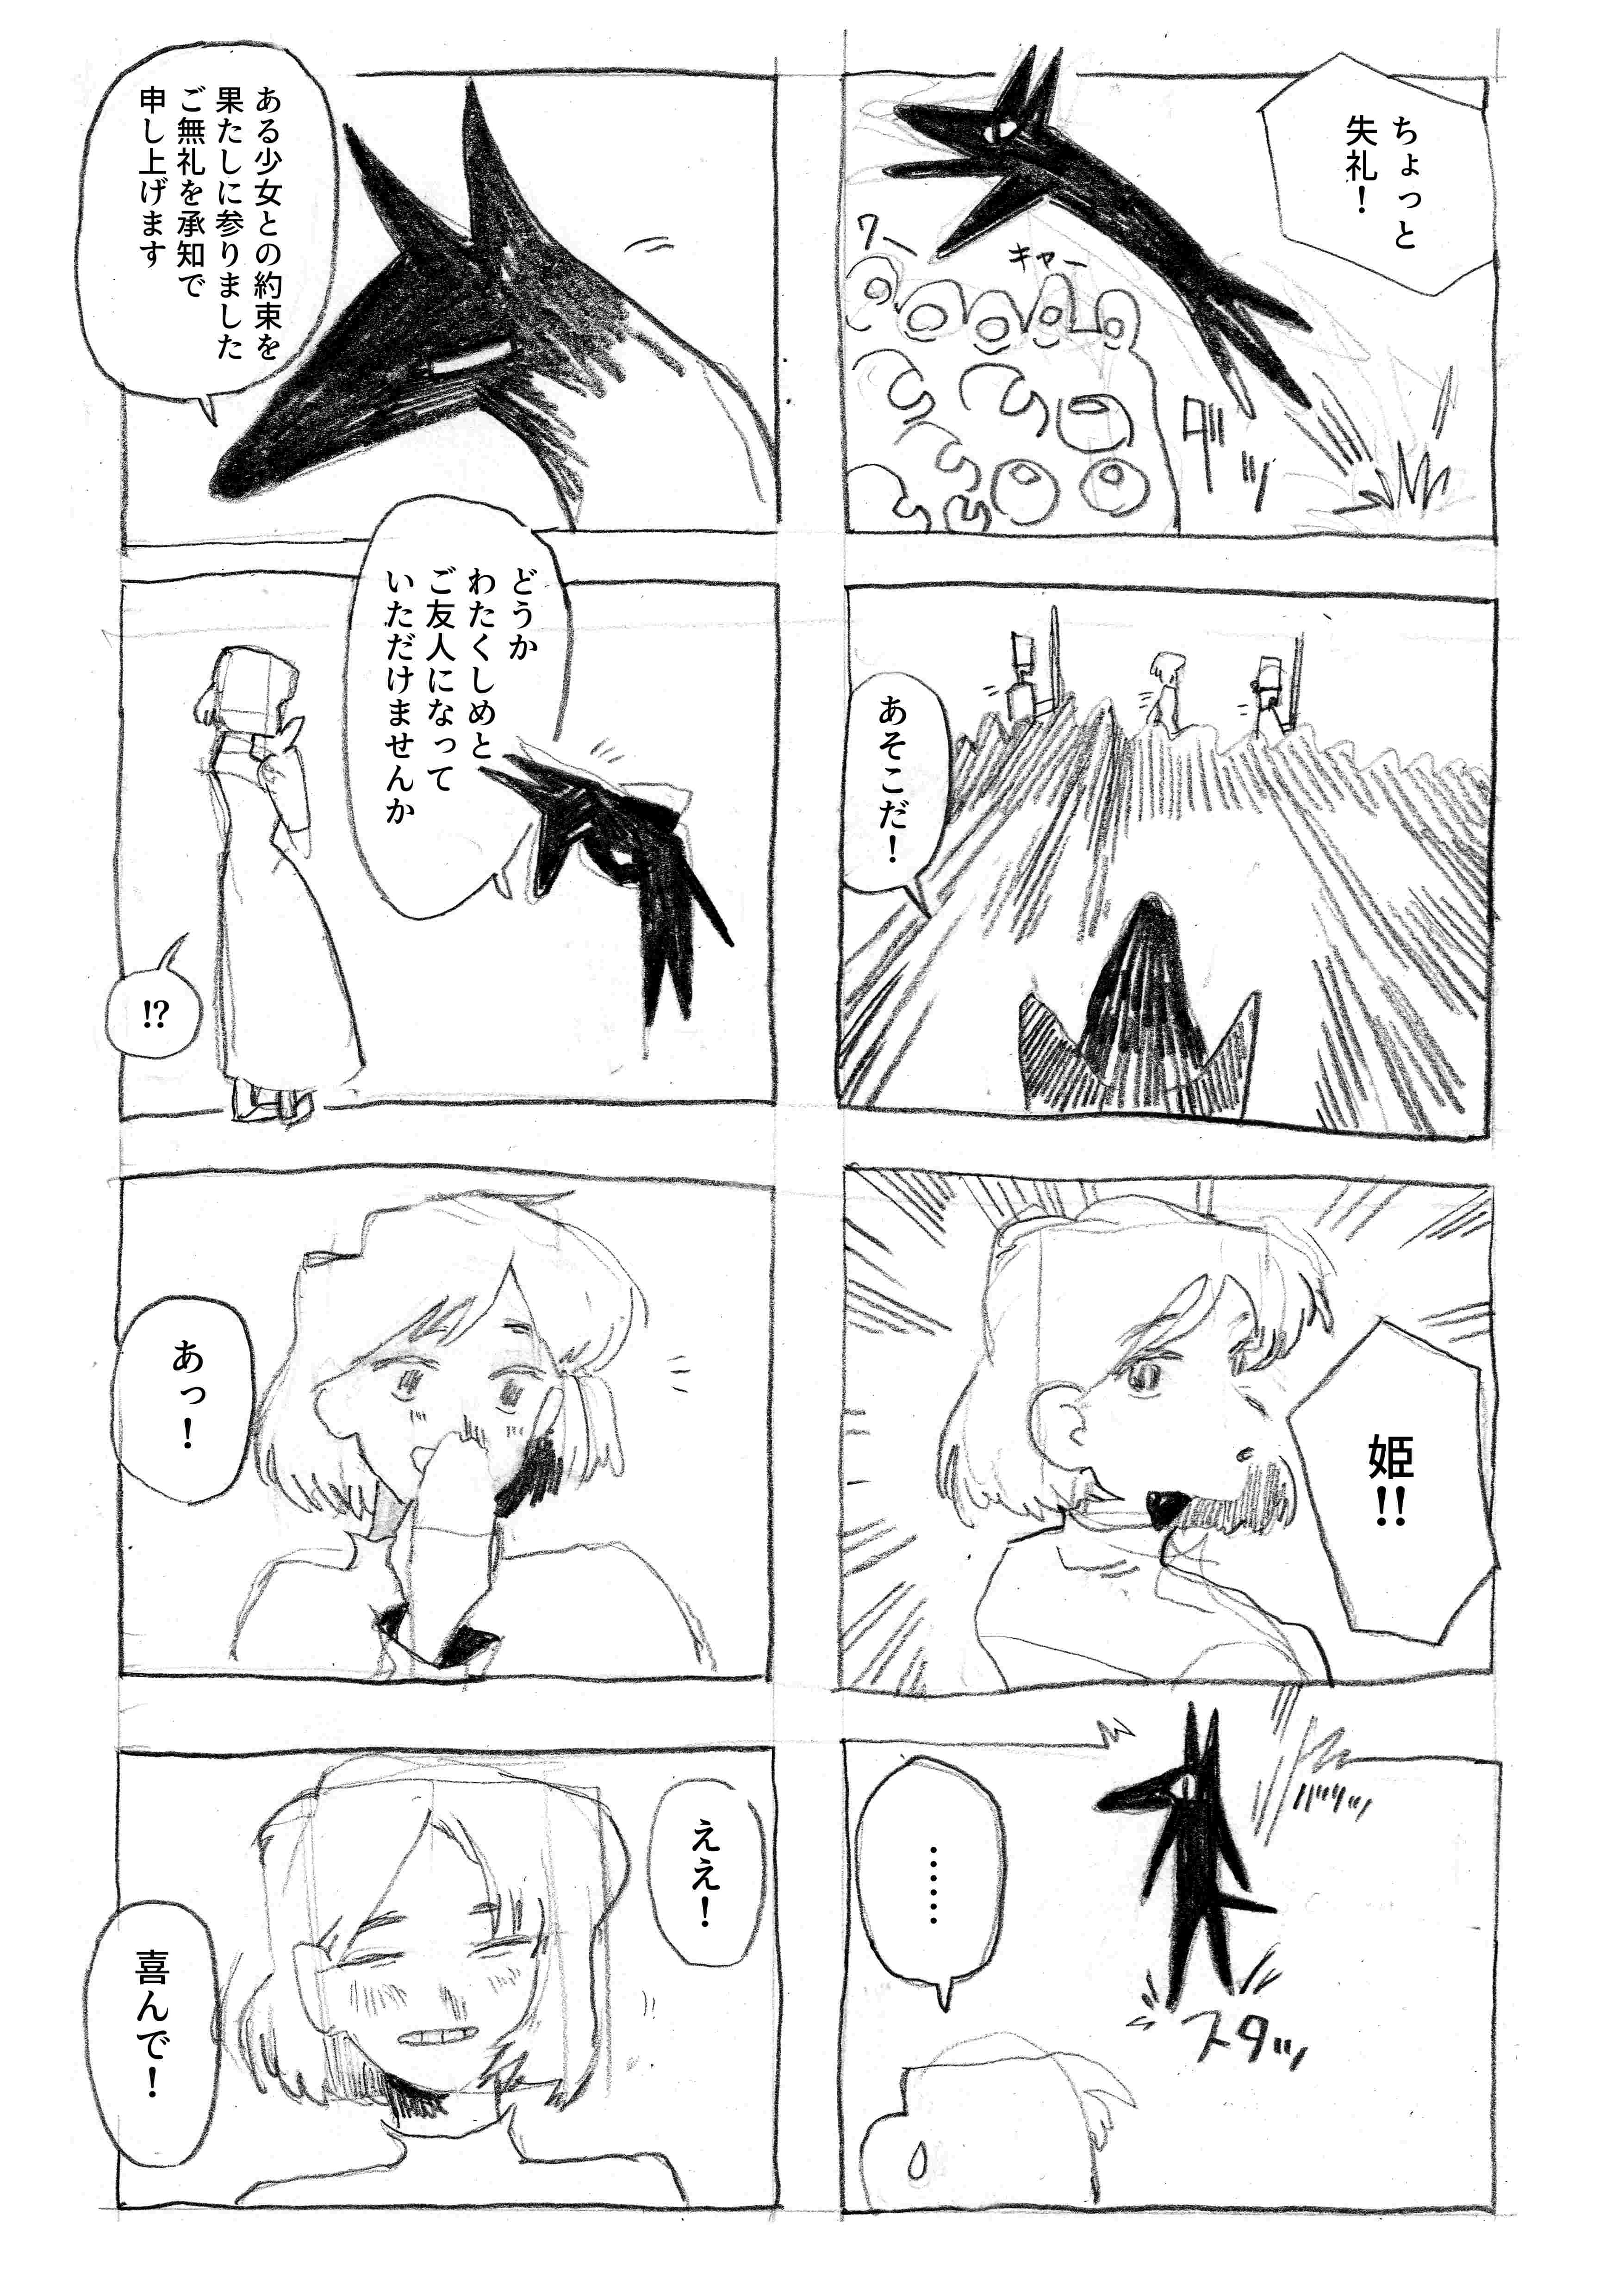 ちょっと
失礼！
ワー
キャー
ダッ
あそこだ！
姫!!
バッ
スタッ
……
ある少女との約束を
果たしに参りました
ご無礼を承知で
申し上げます
どうか
わたくしめと
ご友人になって
いただけませんか
!?
あっ！
ええ！
喜んで！